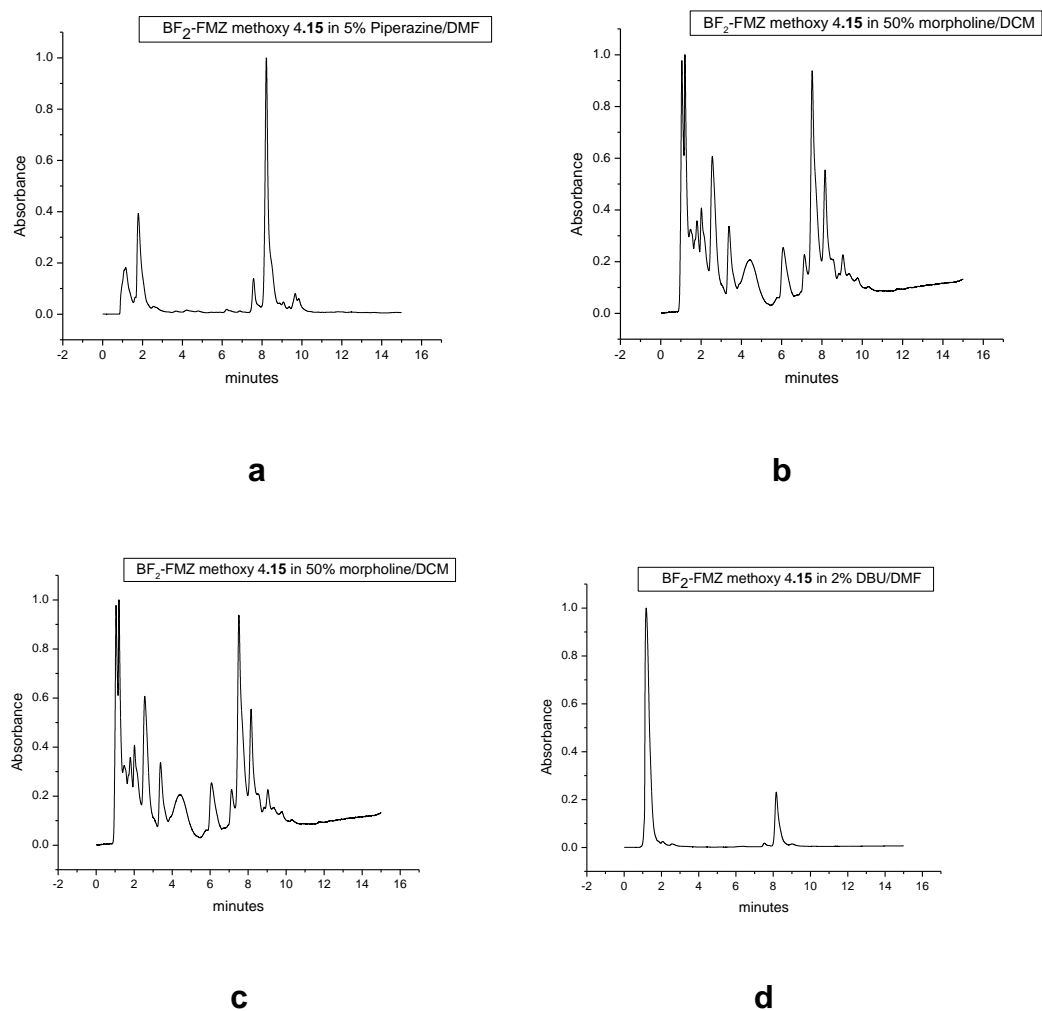 BF2-FMZ methoxy 4.15 in 5% Piperazine/DMF
1.0
0.8
0.6
0.4
0.2
0.0
Absorbance
-2 0 2 4 6 8 10 12 14 16
minutes
a
BF2-FMZ methoxy 4.15 in 50% morpholine/DCM
1.0
0.8
0.6
0.4
0.2
0.0
Absorbance
-2 0 2 4 6 8 10 12 14 16
minutes
b
BF2-FMZ methoxy 4.15 in 50% morpholine/DCM
1.0
0.8
0.6
0.4
0.2
0.0
Absorbance
-2 0 2 4 6 8 10 12 14 16
minutes
c
BF2-FMZ methoxy 4.15 in 2% DBU/DMF
1.0
0.8
0.6
0.4
0.2
0.0
Absorbance
-2 0 2 4 6 8 10 12 14 16
minutes
d